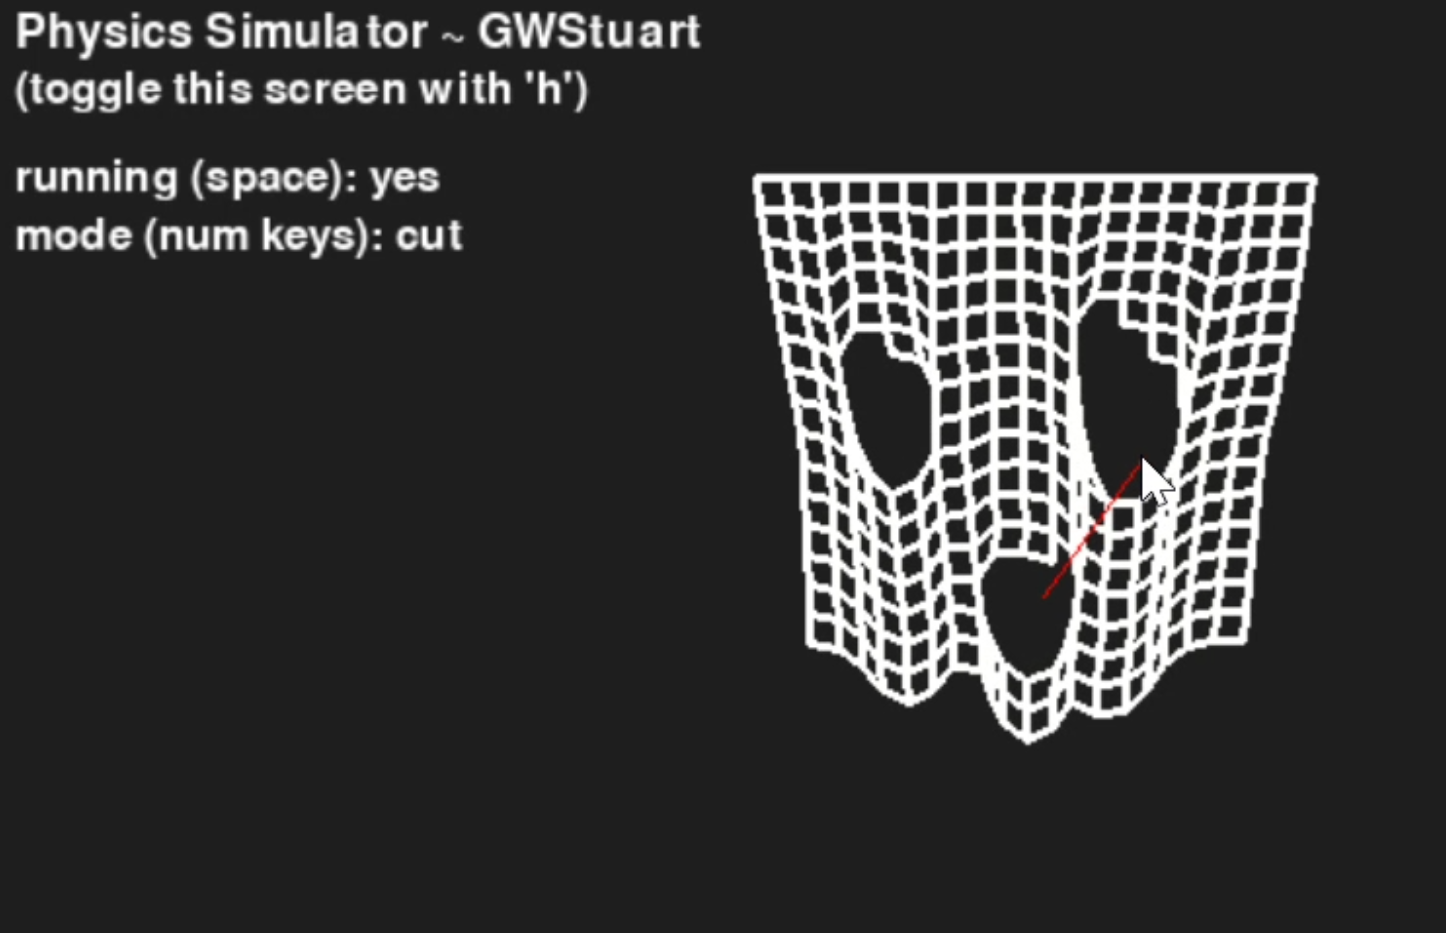 Physics Simulator ~ GWStuart
(toggle this screen with 'h')
running (space): yes
mode (num keys): cut